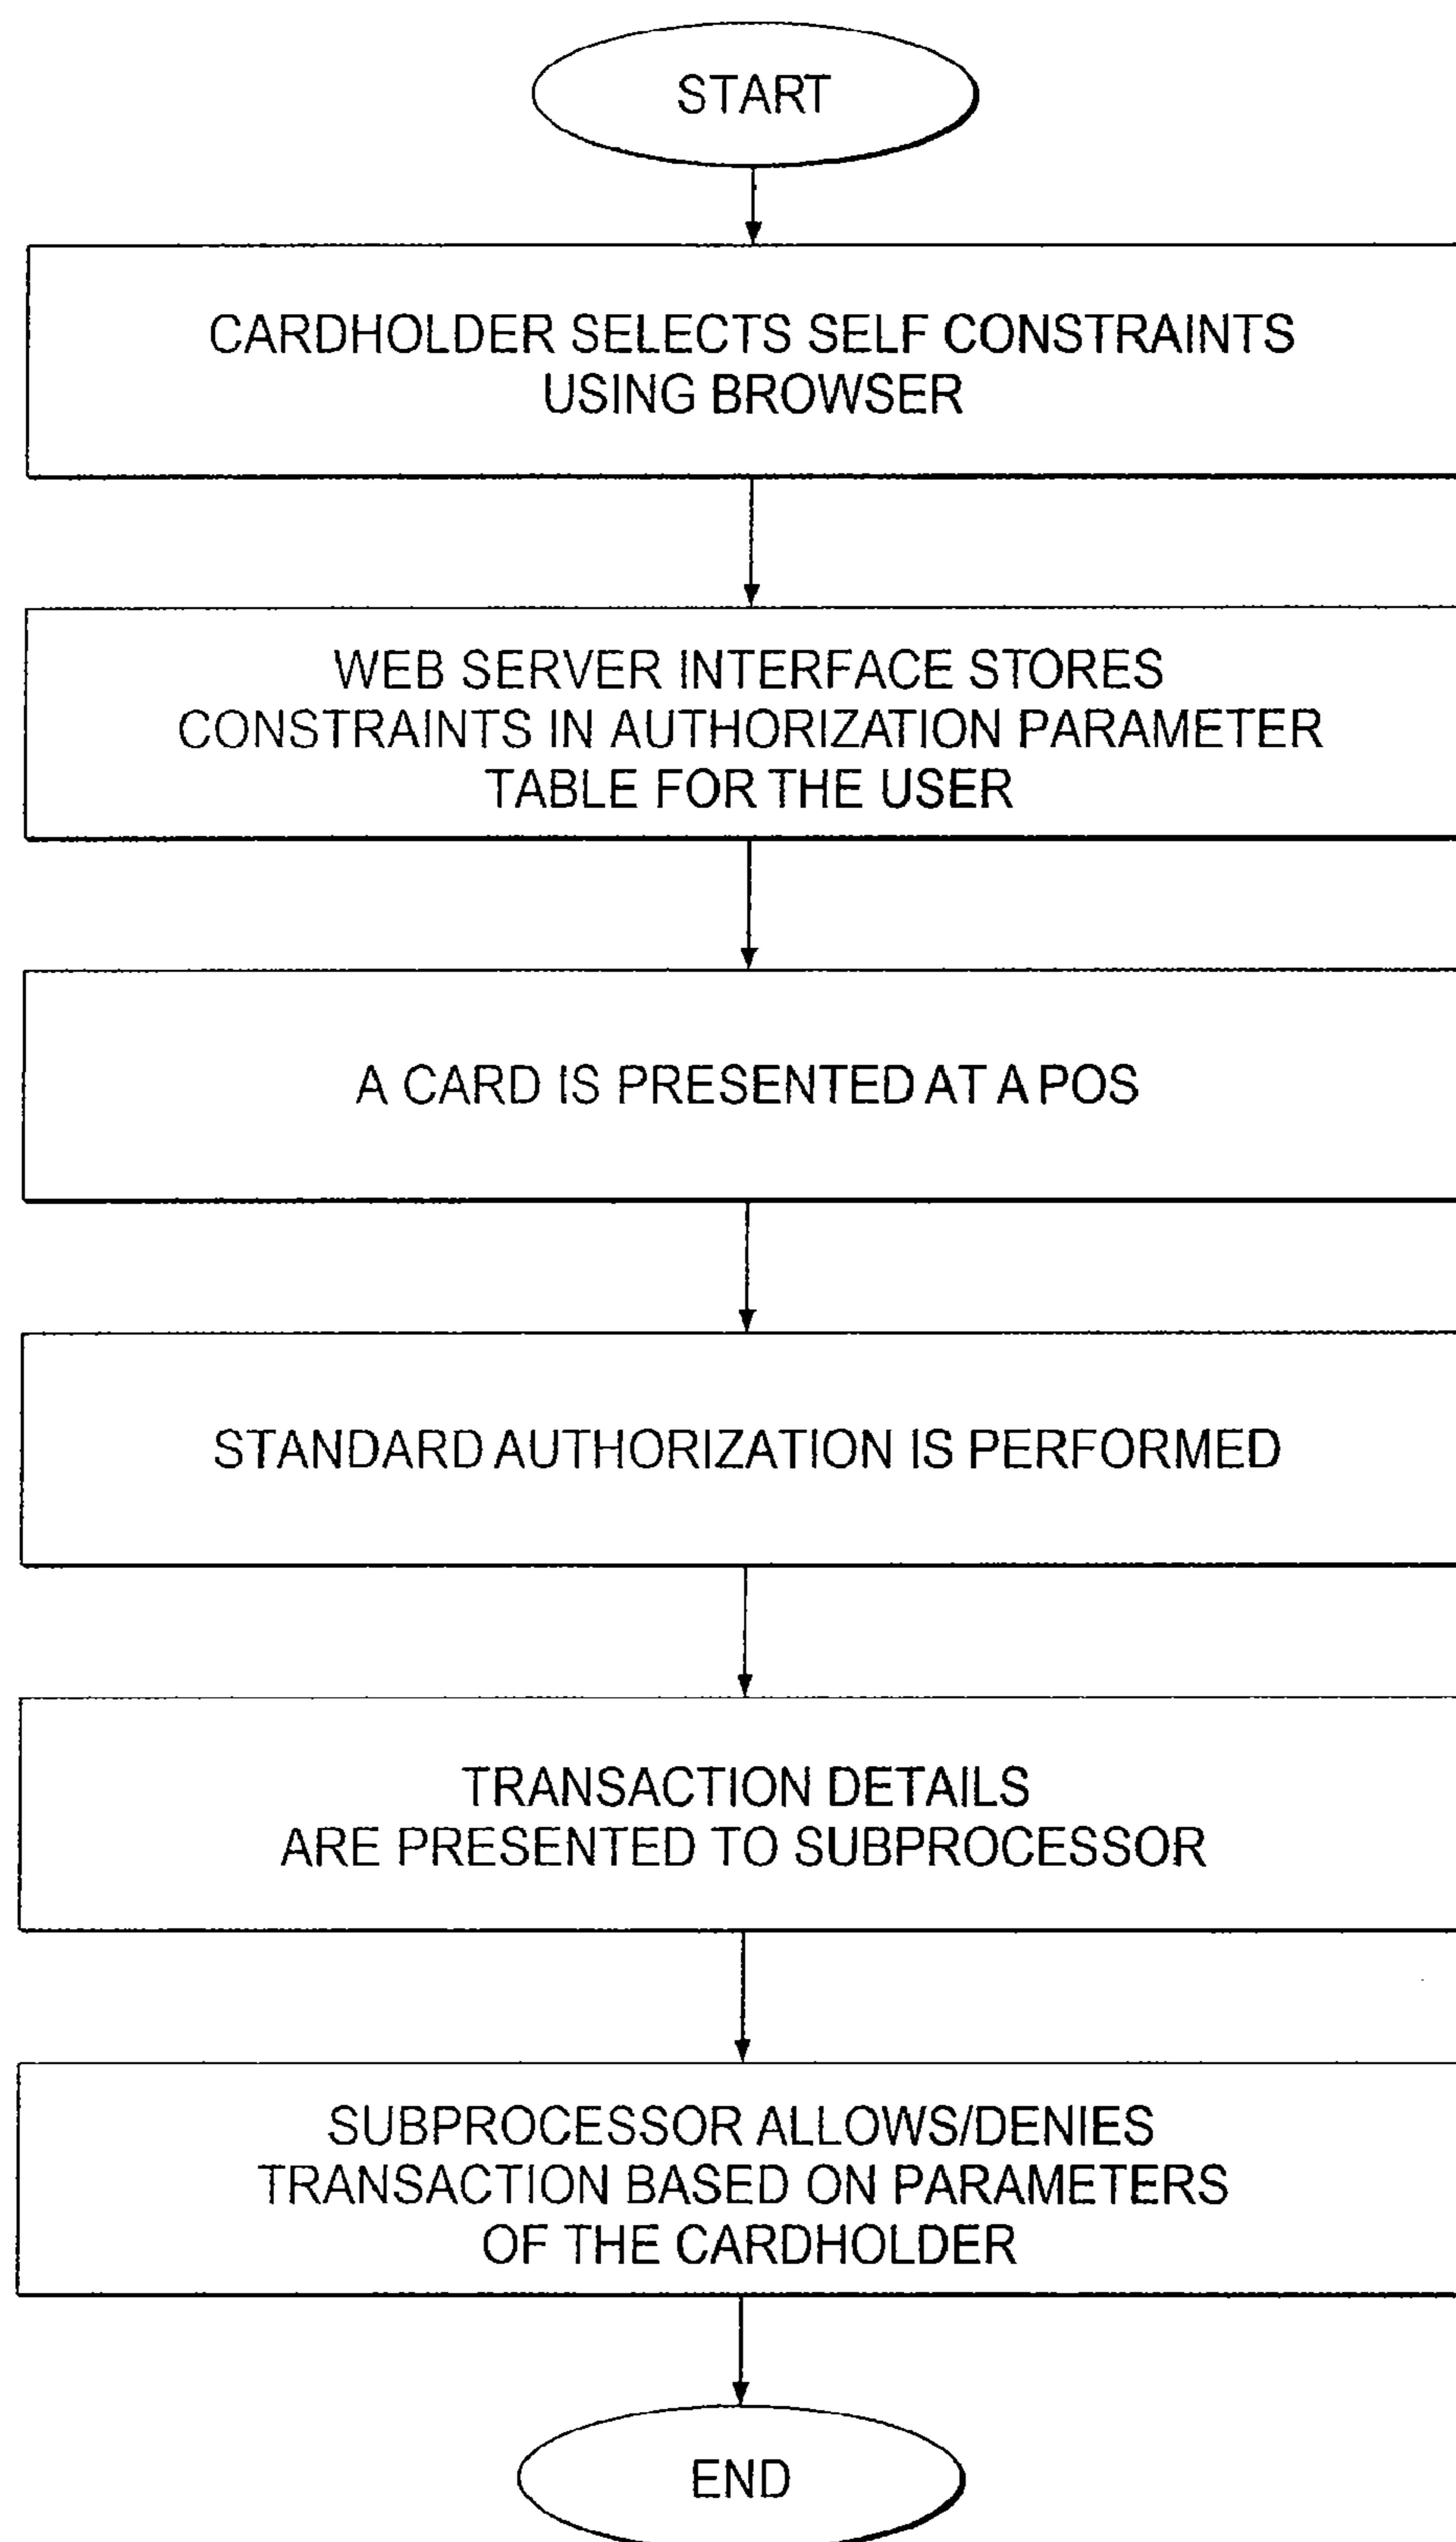 START
CARDHOLDER SELECTS SELF CONSTRAINTS
USING BROWSER
WEB SERVER INTERFACE STORES
CONSTRAINTS IN AUTHORIZATION PARAMETER
TABLE FOR THE USER
A CARD IS PRESENTED AT A POS
STANDARD AUTHORIZATION IS PERFORMED
TRANSACTION DETAILS
ARE PRESENTED TO SUBPROCESSOR
SUBPROCESSOR ALLOWS/DENIES
TRANSACTION BASED ON PARAMETERS
OF THE CARDHOLDER
END